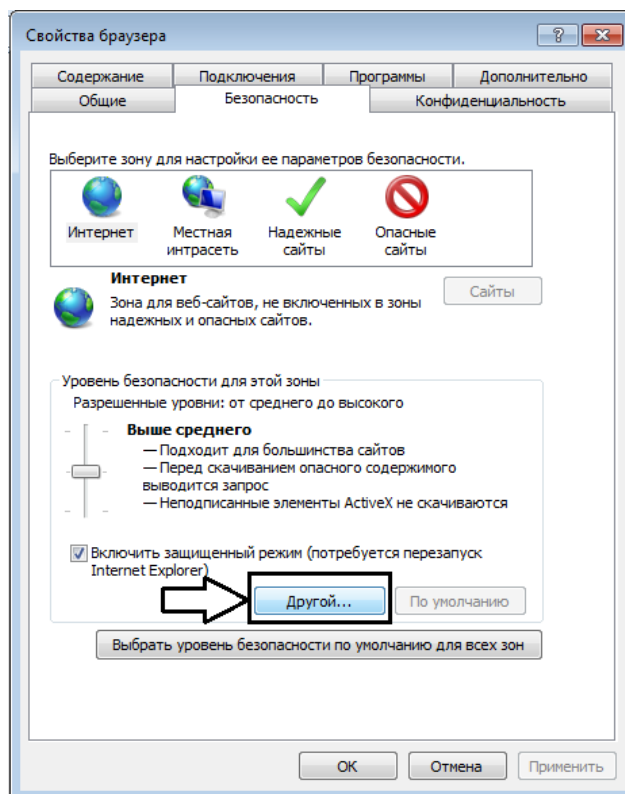 Свойства браузера
Содержание Подключения Программы Дополнительно
Общие Безопасность Конфиденциальность
Выберите зону для настройки ее параметров безопасности.
Интернет Местная интрасеть Надежные сайты Опасные сайты
Интернет
Зона для веб-сайтов, не включенных в зоны
надежных и опасных сайтов.
Сайты
Уровень безопасности для этой зоны
Разрешенные уровни: от среднего до высокого
Выше среднего
— Подходит для большинства сайтов
— Перед скачиванием опасного содержимого
выводится запрос
— Неподписанные элементы ActiveX не скачиваются
Включить защищенный режим (потребуется перезапуск
Internet Explorer)
Другой... По умолчанию
Выбрать уровень безопасности по умолчанию для всех зон
OK Отмена Применить